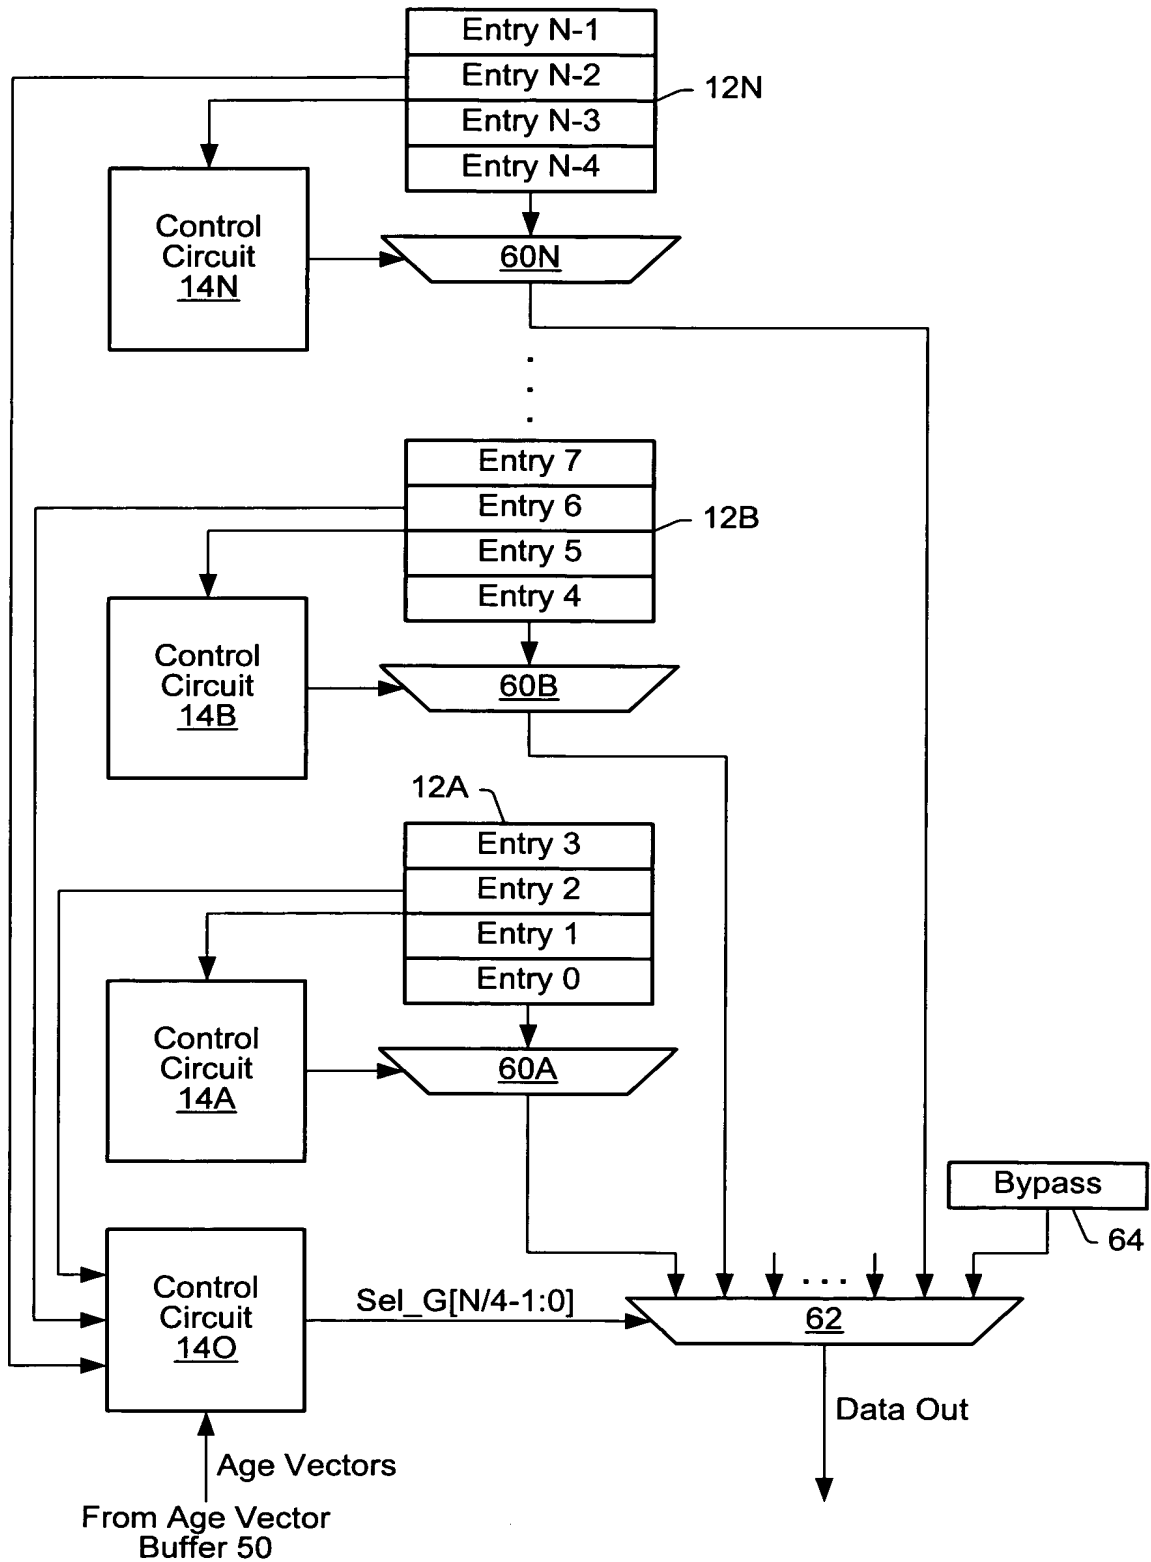 Entry N-1
Entry N-2
12N
Entry N-3
Entry N-4
Control
Circuit
14N
60N
Entry 7
Entry 6
12B
Entry 5
Entry 4
Control
Circuit
14B
60B
12A
Entry 3
Entry 2
Entry 1
Entry 0
Control
Circuit
14A
60A
Bypass
64
Control
Circuit
14O
Sel_G[N/4-1:0]
. . .
62
Data Out
Age Vectors
From Age Vector
Buffer 50